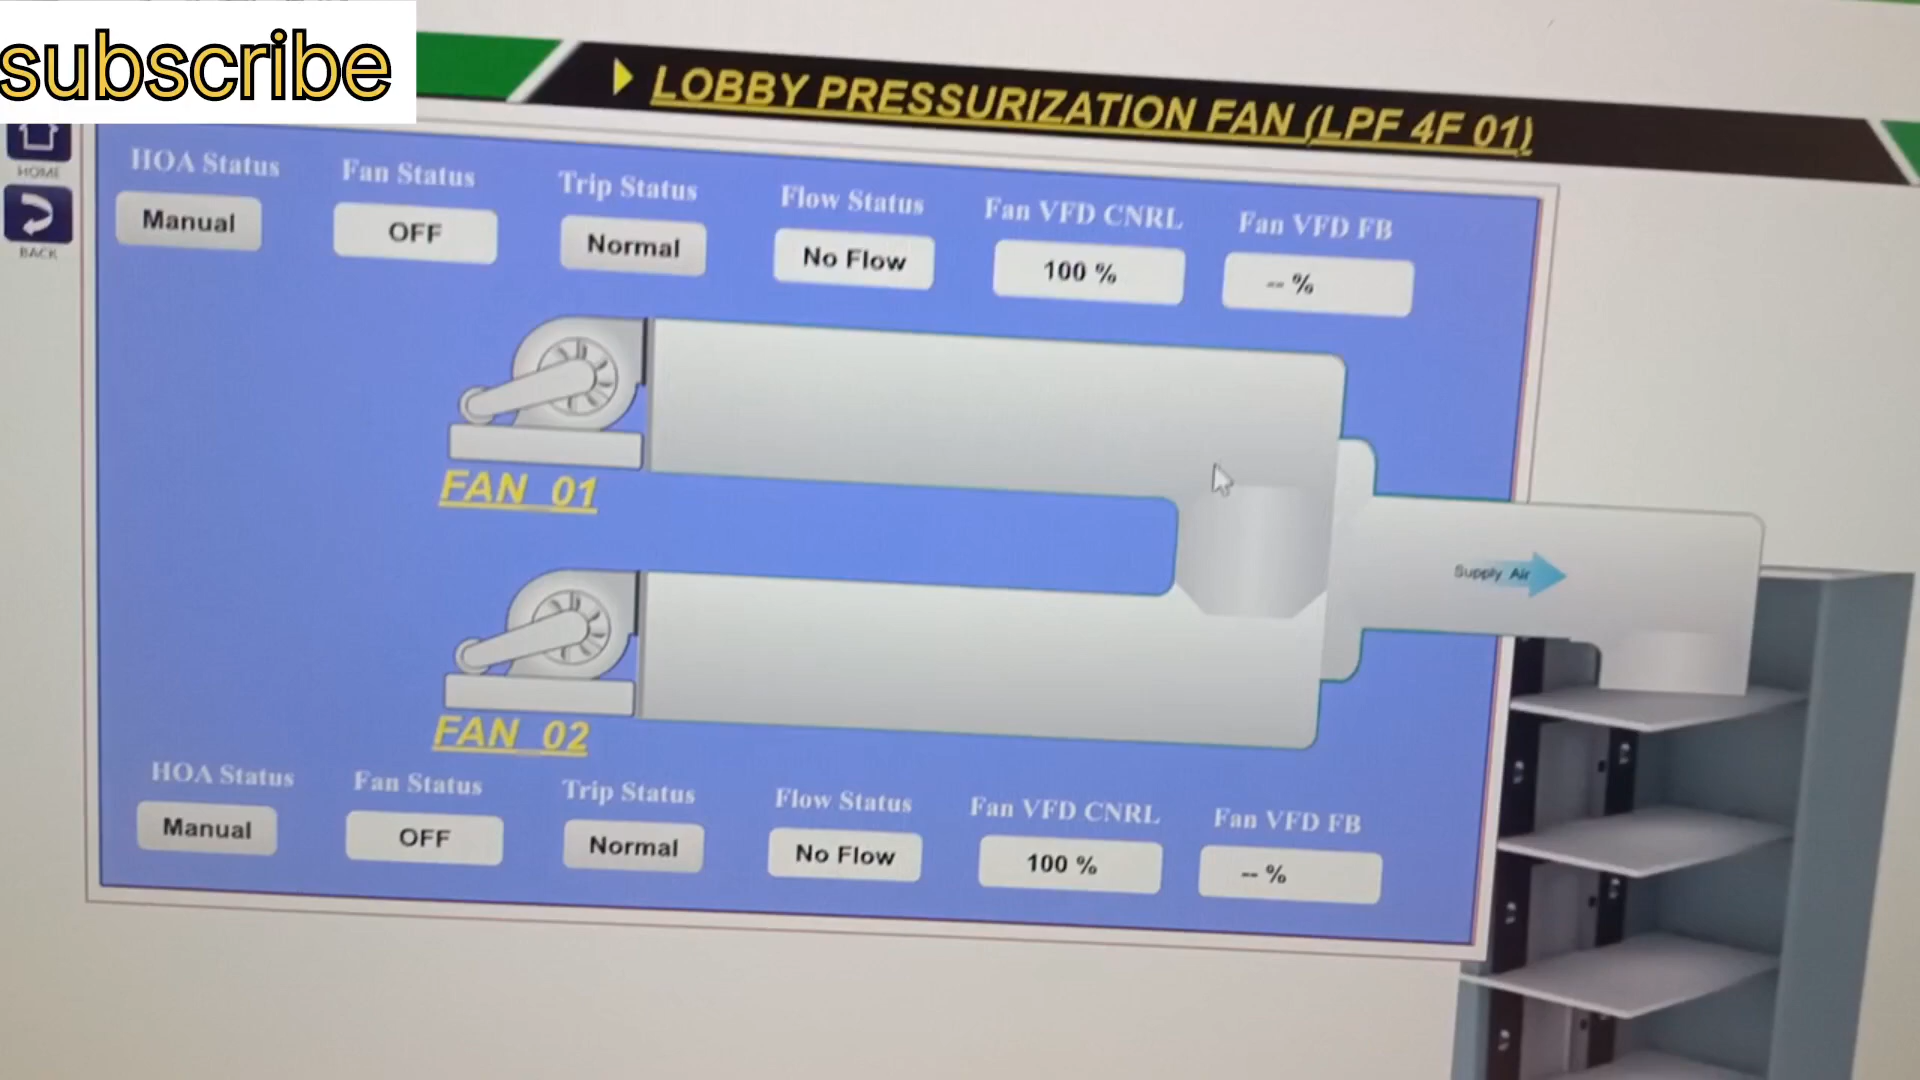 subscribe
LOBBY PRESSURIZATION FAN (LPF 4F 01)
HOME
BACK
HOA Status Fan Status Trip Status Flow Status Fan VFD CNRL Fan VFD FB
Manual OFF Normal No Flow 100 % -- %
FAN 01
Supply Air
FAN 02
HOA Status Fan Status Trip Status Flow Status Fan VFD CNRL Fan VFD FB
Manual OFF Normal No Flow 100 % -- %